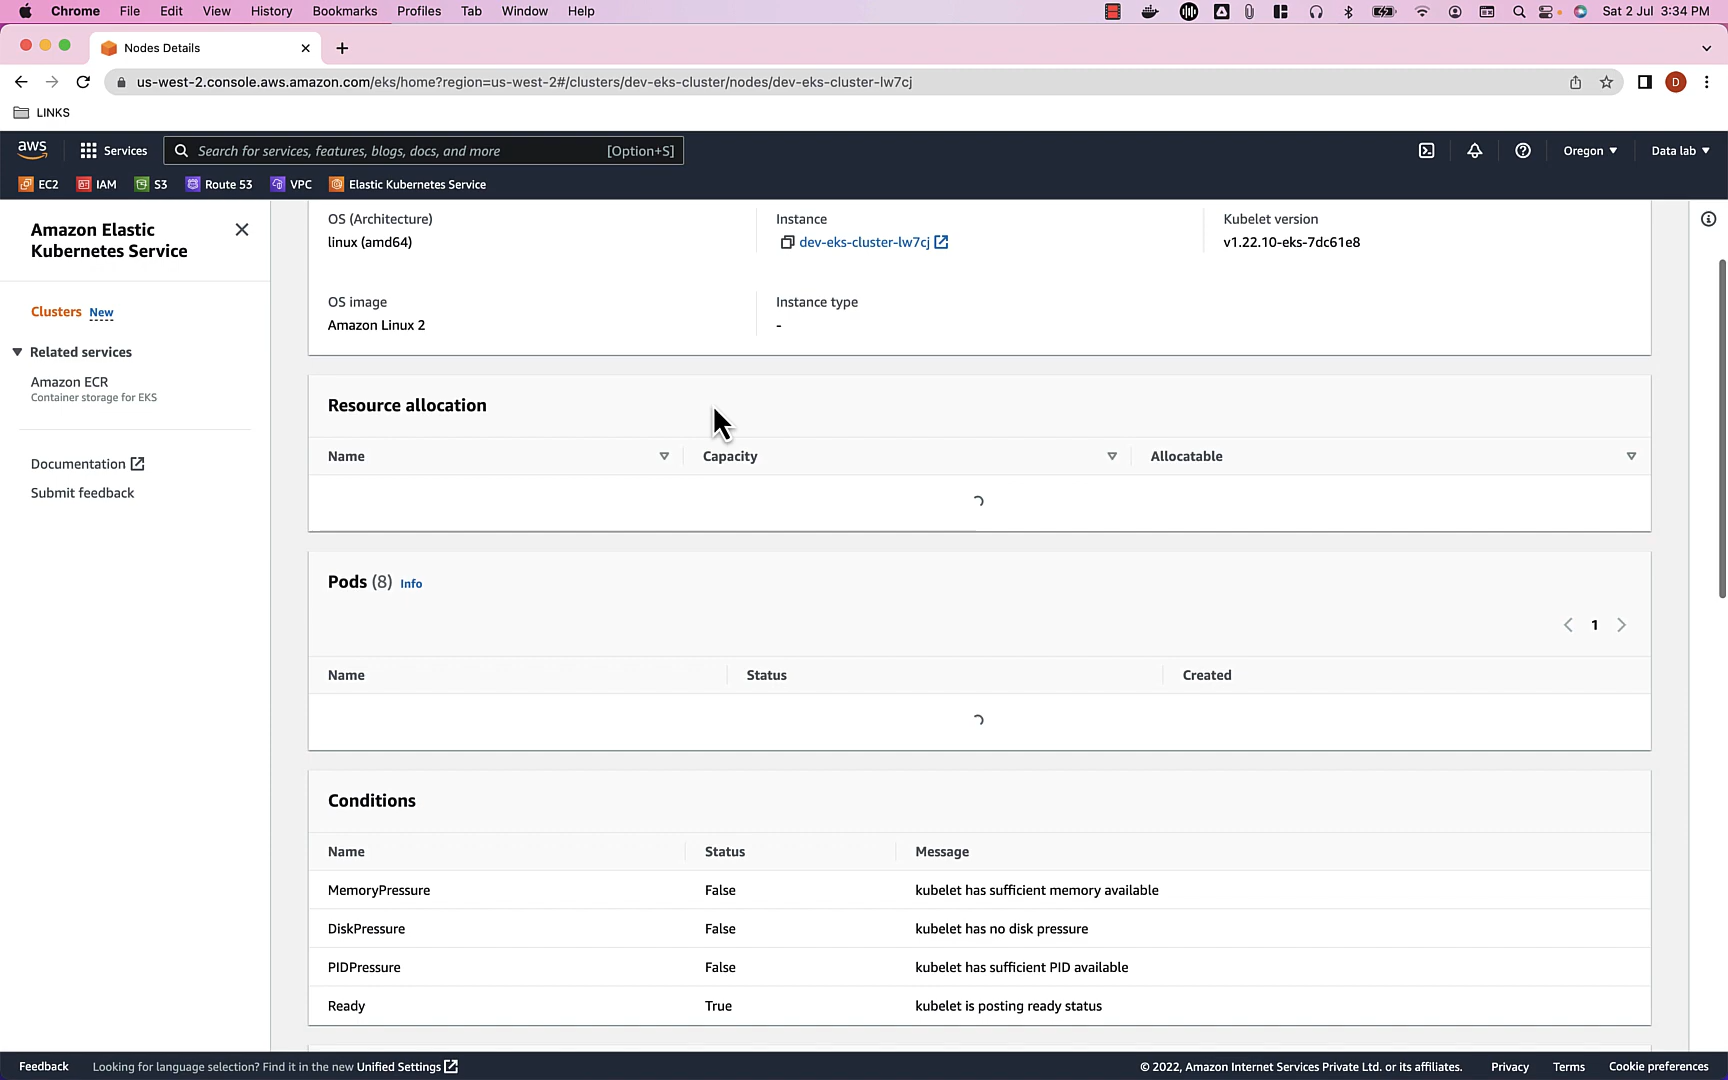 Chrome File Edit View History Bookmarks Profiles Tab Window Help Sat 2 Jul 3:34 PM
Nodes Details
us-west-2.console.aws.amazon.com/eks/home?region=us-west-2#/clusters/dev-eks-cluster/nodes/dev-eks-cluster-lw7cj D
LINKS
aws Services Search for services, features, blogs, docs, and more [Option+S] Oregon Data lab
EC2 IAM S3 Route 53 VPC Elastic Kubernetes Service
Amazon Elastic
Kubernetes Service
Clusters New
Related services
Amazon ECR
Container storage for EKS
Documentation
Submit feedback
OS (Architecture) Instance Kubelet version
linux (amd64) dev-eks-cluster-lw7cj v1.22.10-eks-7dc61e8
OS image Instance type
Amazon Linux 2 -
Resource allocation
Name Capacity Allocatable
Pods (8) Info
1
Name Status Created
Conditions
Name Status Message
MemoryPressure False kubelet has sufficient memory available
DiskPressure False kubelet has no disk pressure
PIDPressure False kubelet has sufficient PID available
Ready True kubelet is posting ready status
Feedback Looking for language selection? Find it in the new Unified Settings © 2022, Amazon Internet Services Private Ltd. or its affiliates. Privacy Terms Cookie preferences